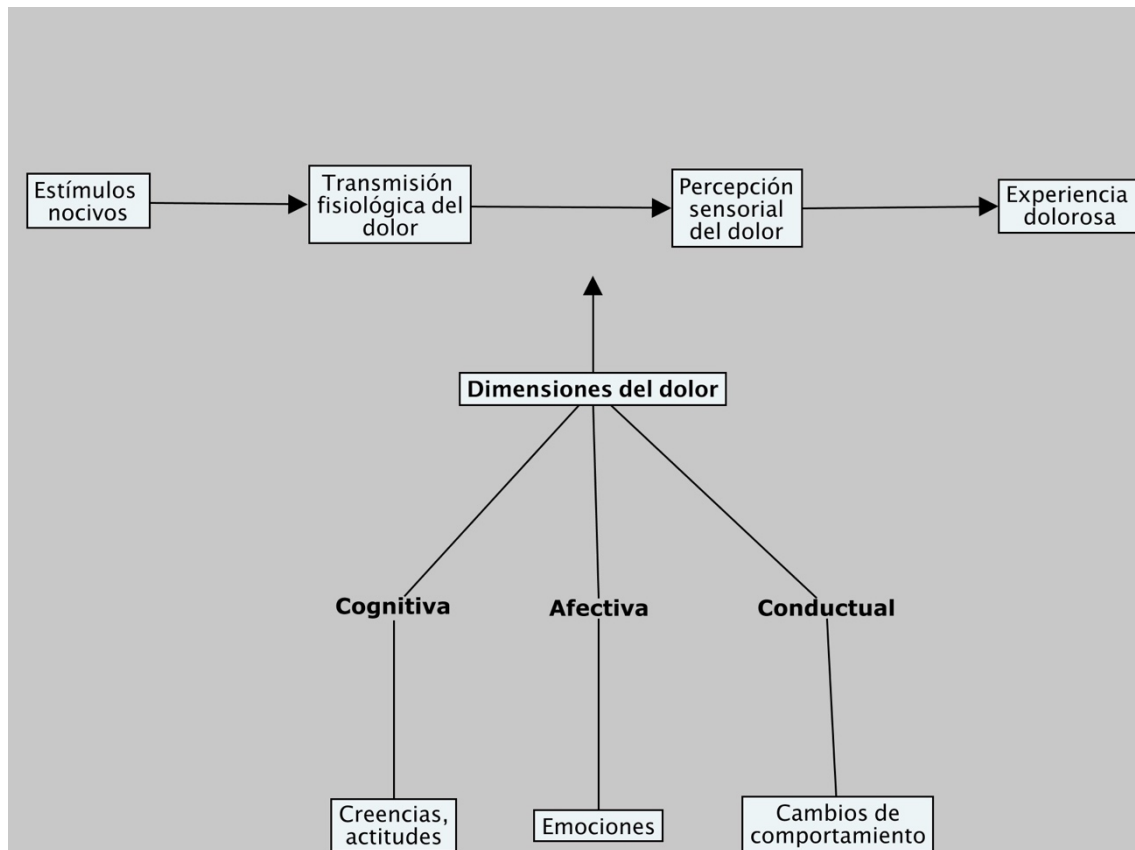 Estímulos
nocivos
Transmisión
fisiológica del
dolor
Percepción
sensorial
del dolor
Experiencia
dolorosa
Dimensiones del dolor
Cognitiva
Afectiva
Conductual
Creencias,
actitudes
Emociones
Cambios de
comportamiento